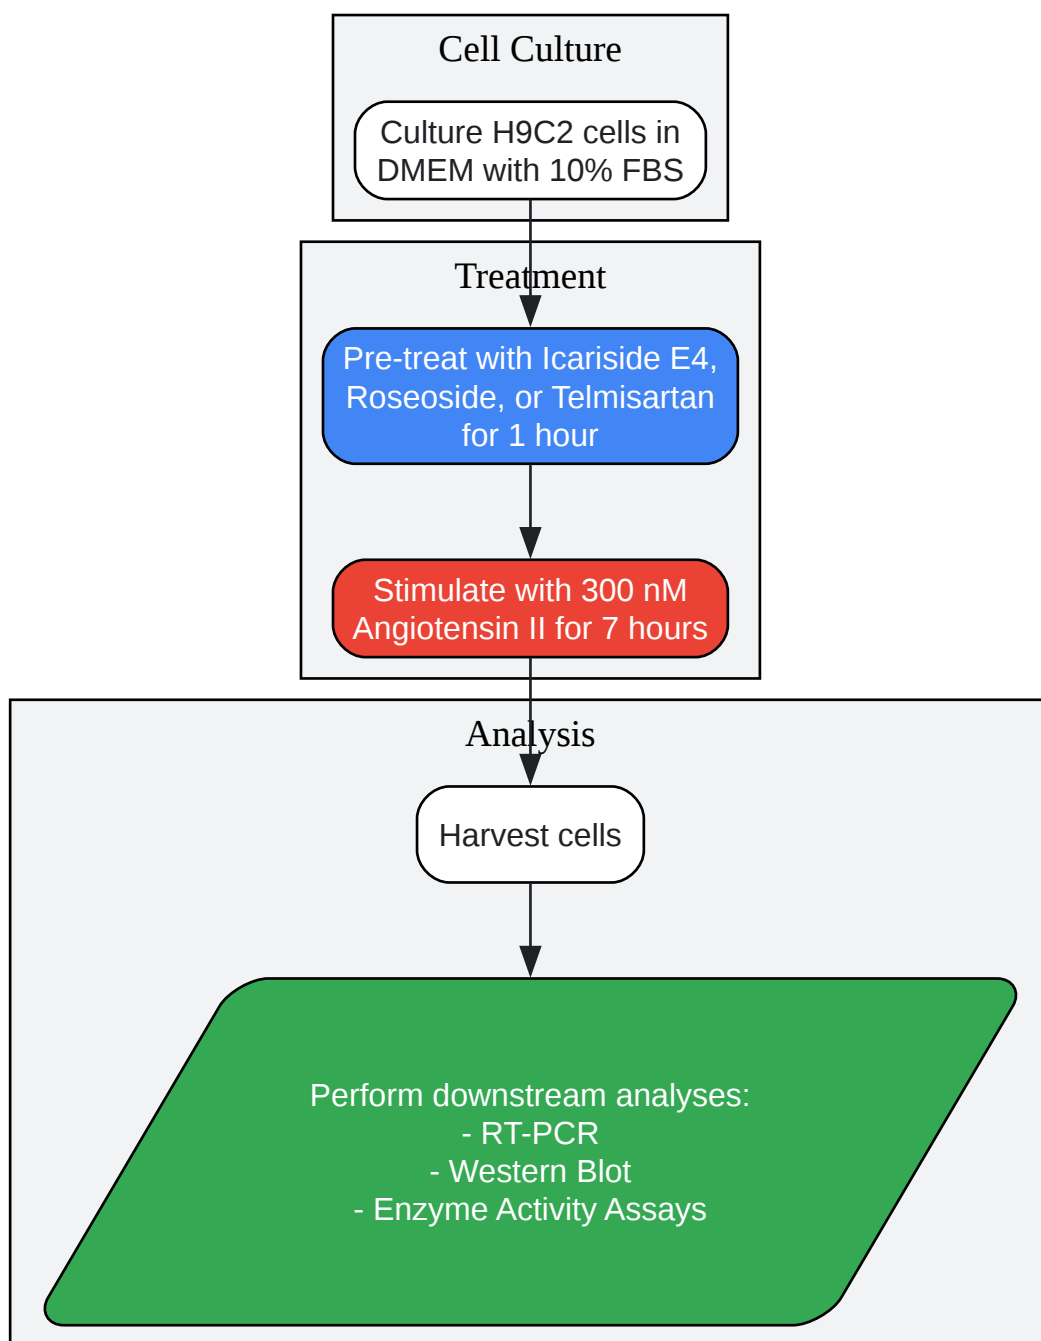 Cell Culture
Culture H9C2 cells in
DMEM with 10% FBS
Treatment
Pre-treat with Icariside E4,
Roseoside, or Telmisartan
for 1 hour
Stimulate with 300 nM
Angiotensin II for 7 hours
Analysis
Harvest cells
Perform downstream analyses:
- RT-PCR
- Western Blot
- Enzyme Activity Assays